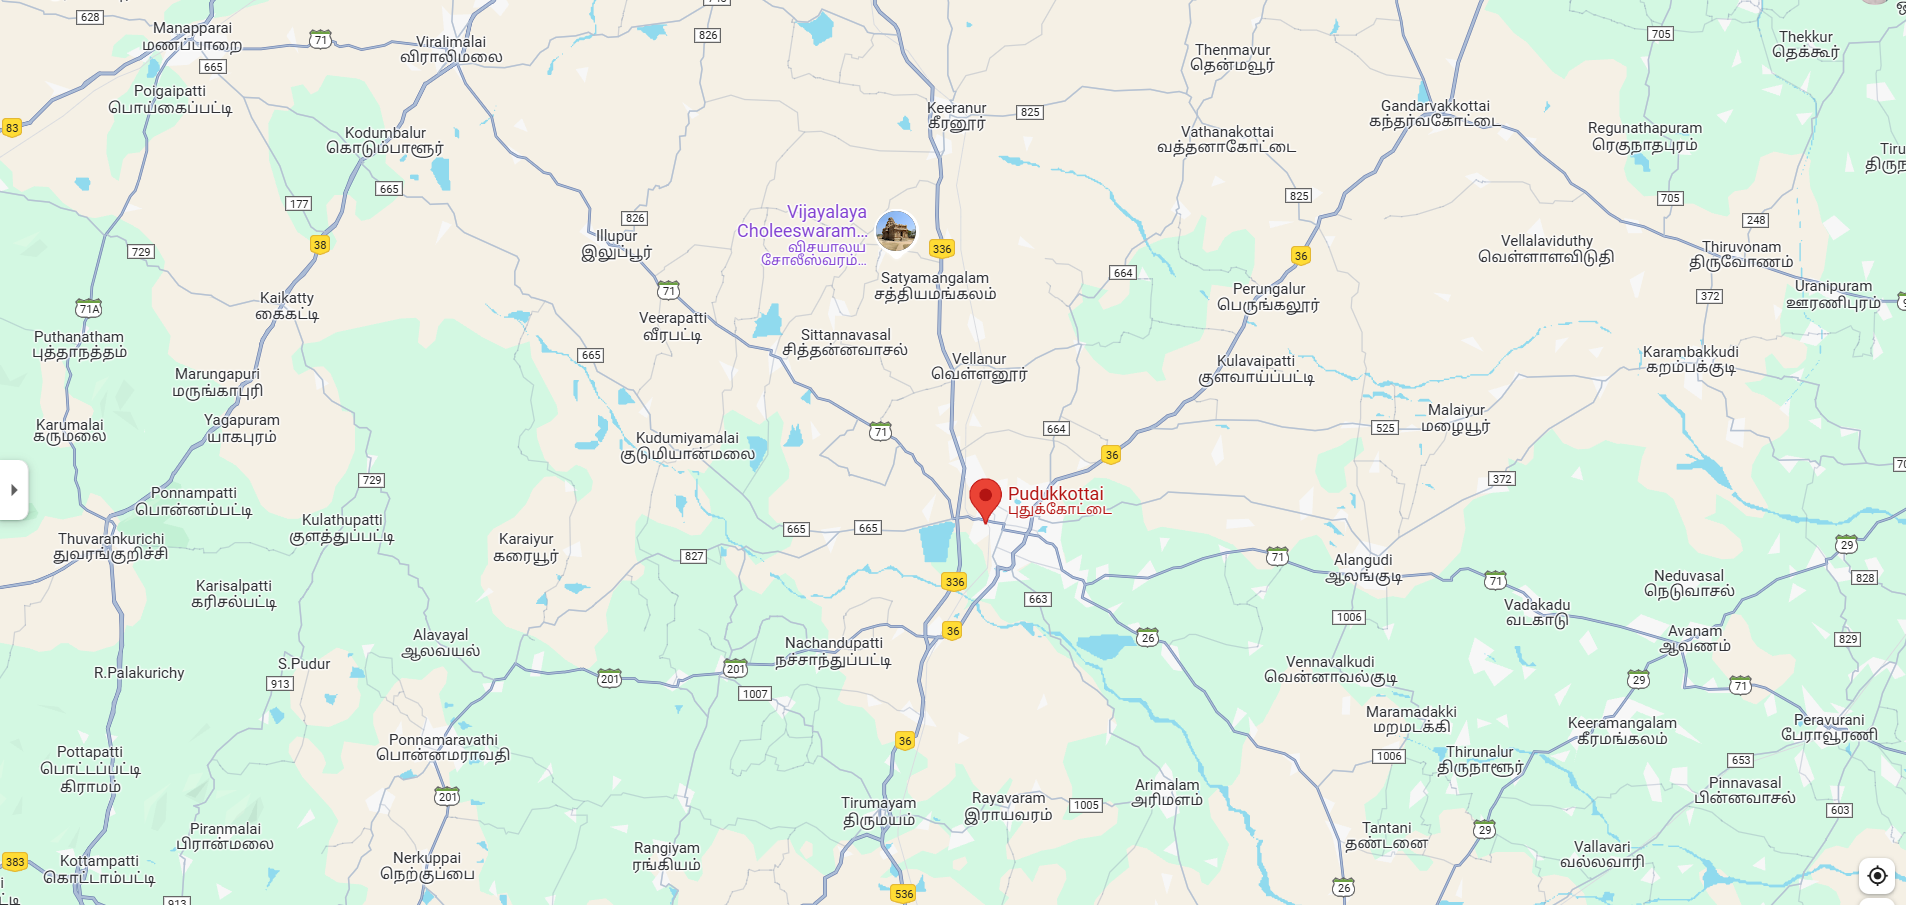 628
Manapparai
மணப்பாறை
71
Viralimalai
விராலிமலை
826
Thenmavur
தென்மவூர்
705
Thekkur
தெக்கூர்
665
Poigaipatti
பொய்கைப்பட்டி
83
Kodumbalur
கொடும்பாளூர்
Keeranur
கீரனூர்
825
Vathanakottai
வத்தனாகோட்டை
Gandarvakkottai
கந்தர்வகோட்டை
Regunathapuram
ரெகுநாதபுரம்
665
177
38
729
826
Illupur
இலுப்பூர்
Vijayalaya
Choleeswaram...
விசயாலய
சோலீஸ்வரம்...
336
825
36
705
248
Vellalaviduthy
வெள்ளாளவிடுதி
Thiruvonam
திருவோணம்
Satyamangalam
சத்தியமங்கலம்
664
71
Perungalur
பெருங்கலூர்
372
Uranipuram
ஊரணிபுரம்
Kaikatty
கைகட்டி
71A
Puthanatham
புத்தாநத்தம்
Veerapatti
வீரபட்டி
Sittannavasal
சித்தன்னவாசல்
665
Vellanur
வெள்ளனூர்
Kulavaipatti
குளவாய்ப்பட்டி
Karambakkudi
கறம்பக்குடி
Marungapuri
மருங்காபுரி
Karumalai
கருமலை
Yagapuram
யாகபுரம்
Kudumiyamalai
குடுமியான்மலை
71
664
36
525
Malaiyur
மழையூர்
372
729
Ponnampatti
பொன்னம்பட்டி
Pudukkottai
புதுக்கோட்டை
Kulathupatti
குளத்துப்பட்டி
Thuvarankurichi
துவரங்குறிச்சி
Karaiyur
கரையூர்
665
665
827
71
Alangudi
ஆலங்குடி
29
828
Karisalpatti
கரிசல்பட்டி
336
663
71
Neduvasal
நெடுவாசல்
Vadakadu
வடகாடு
1006
36
26
829
Avanam
ஆவணம்
Alavayal
ஆலவயல்
Nachandupatti
நச்சாந்துப்பட்டி
R.Palakurichy
S.Pudur
913
201
201
1007
Vennavalkudi
வென்னாவல்குடி
29
71
Maramadakki
மறமடக்கி
Keeramangalam
கீரமங்கலம்
Peravurani
பேராவூரணி
Ponnamaravathi
பொன்னமராவதி
36
1006
Thirunalur
திருநாளூர்
653
Pottapatti
பொட்டப்பட்டி
கிராமம்
201
Tirumayam
திருமயம்
Rayavaram
இராயவரம்
1005
Arimalam
அரிமளம்
Pinnavasal
பின்னவாசல்
603
Piranmalai
பிரான்மலை
Tantani
தண்டனை
29
383
Kottampatti
கொட்டாம்பட்டி
Nerkuppai
நெற்குப்பை
Rangiyam
ரங்கியம்
Vallavari
வல்லவாரி
913
536
26